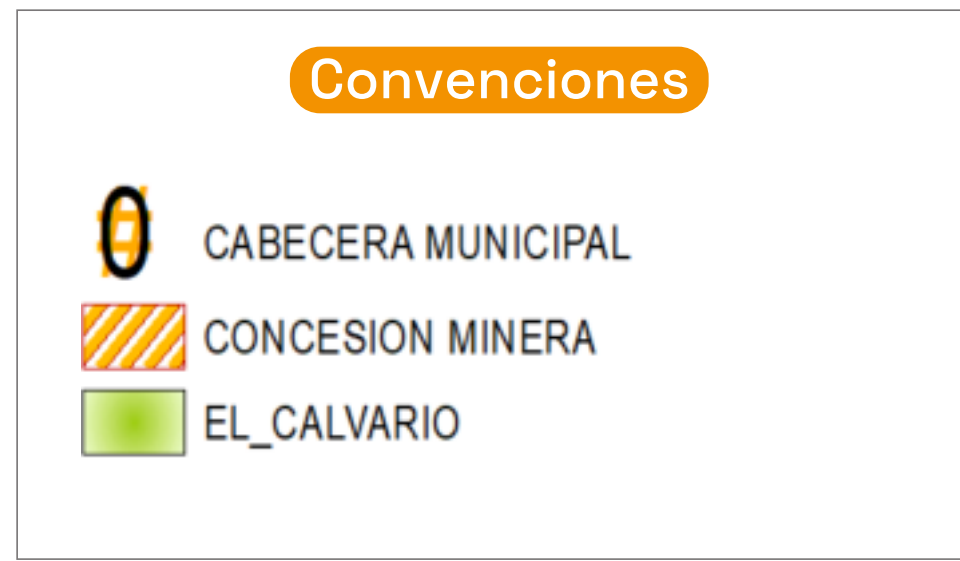 Convenciones
CABECERA MUNICIPAL
CONCESION MINERA
EL_CALVARIO